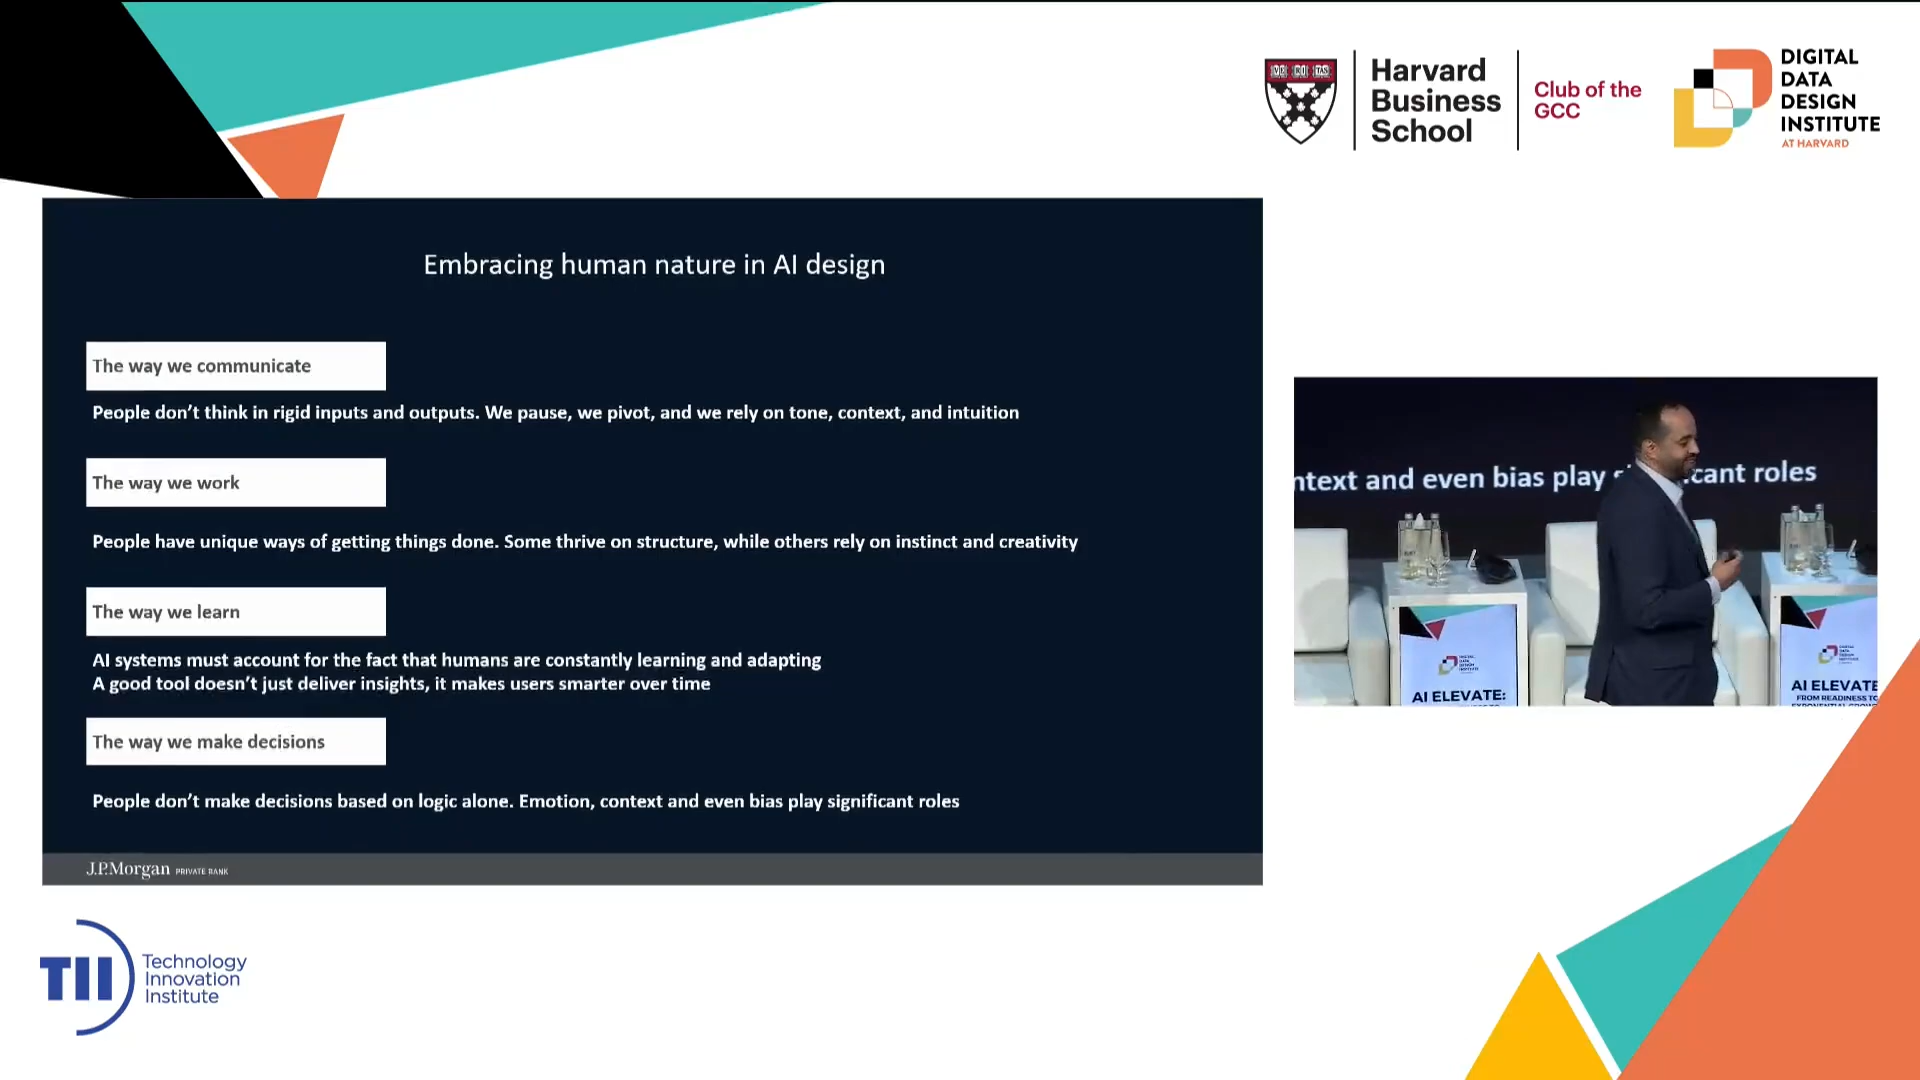 Harvard
Business
School
Club of the
GCC
DIGITAL
DATA
DESIGN
INSTITUTE
AT HARVARD
Embracing human nature in AI design
The way we communicate
People don’t think in rigid inputs and outputs. We pause, we pivot, and we rely on tone, context, and intuition
The way we work
People have unique ways of getting things done. Some thrive on structure, while others rely on instinct and creativity
The way we learn
AI systems must account for the fact that humans are constantly learning and adapting
A good tool doesn’t just deliver insights, it makes users smarter over time
The way we make decisions
People don’t make decisions based on logic alone. Emotion, context and even bias play significant roles
J.P.Morgan PRIVATE BANK
and even bias play roles
AI ELEVATE:
AI ELEVATE
FROM READINESS TO
TII
Technology
Innovation
Institute